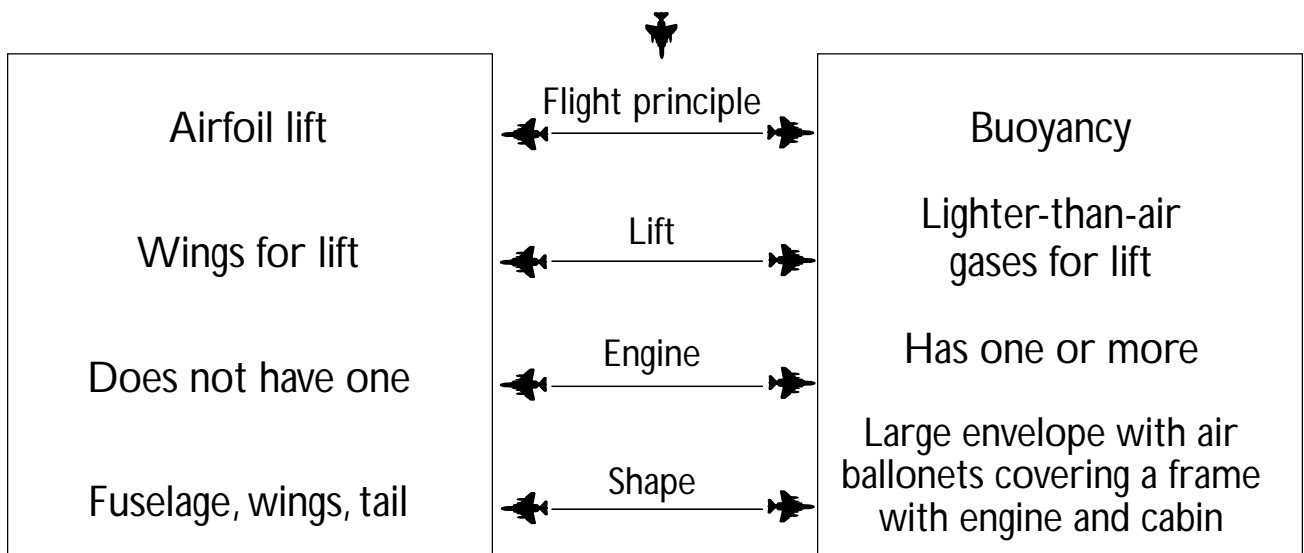 Flight principle
Airfoil lift
Buoyancy
Lift
Wings for lift
Lighter-than-air
gases for lift
Engine
Does not have one
Has one or more
Shape
Fuselage, wings, tail
Large envelope with air
ballonets covering a frame
with engine and cabin